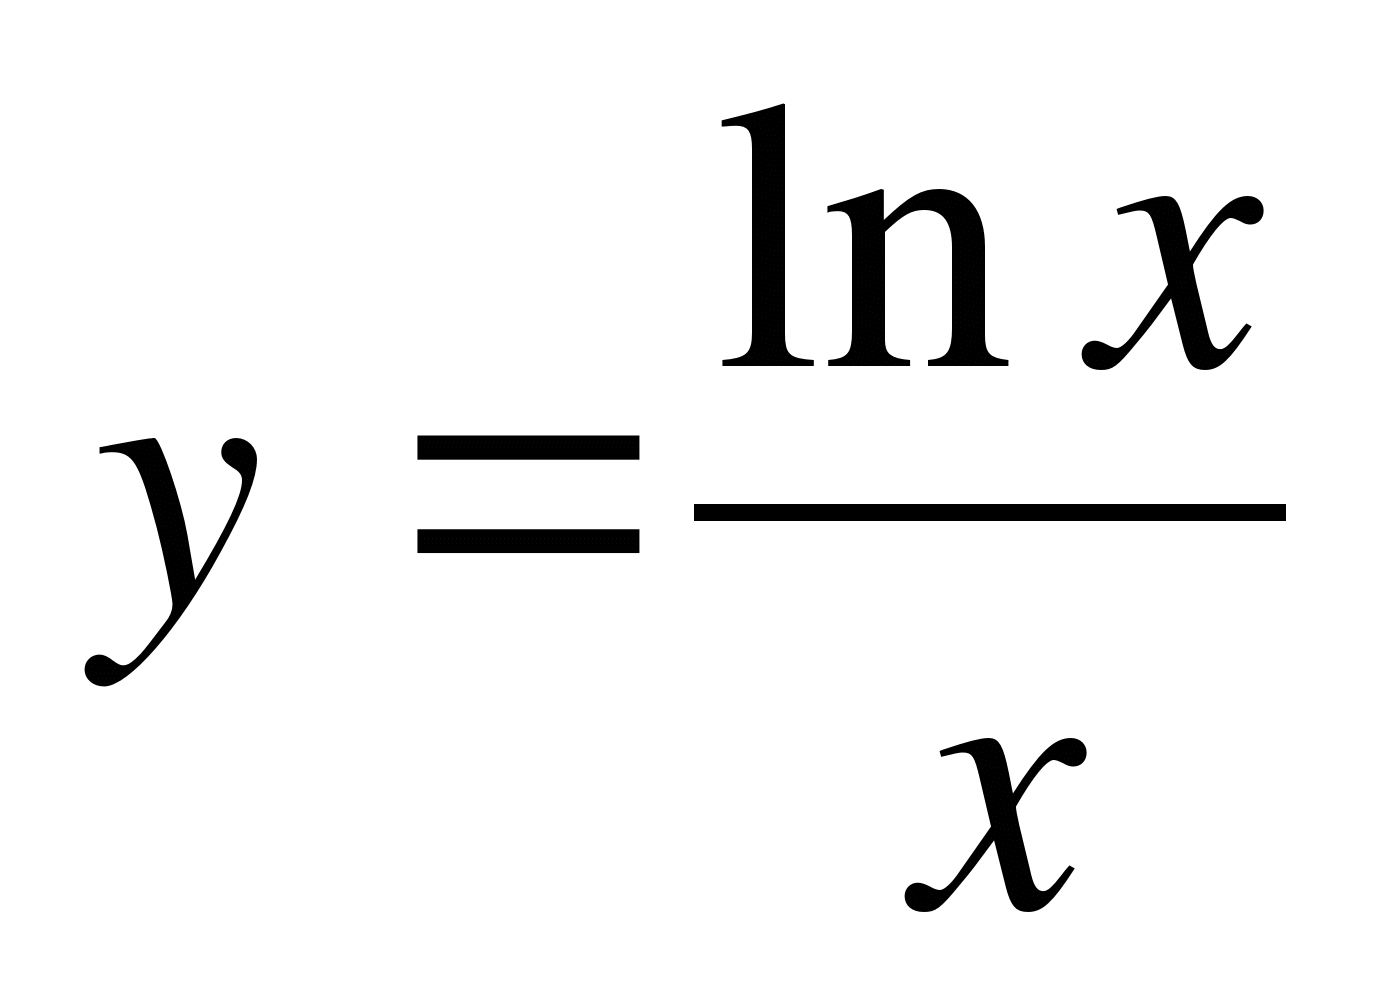 y = ln x / x